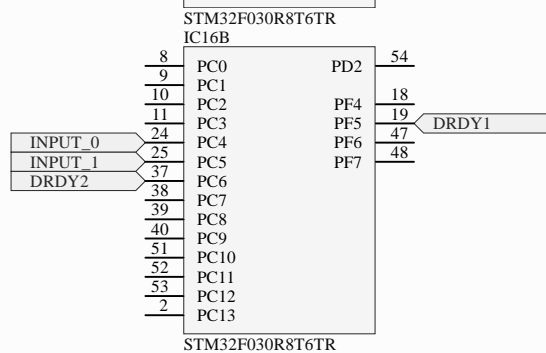 STM32F030R8T6TR
IC16B
8 PC0 PD2 54
9 PC1
10 PC2 PF4 18
11 PC3 PF5 19 DRDY1
INPUT_0 24 PC4 PF6 47
INPUT_1 25 PC5 PF7 48
DRDY2 37 PC6
38 PC7
39 PC8
40 PC9
51 PC10
52 PC11
53 PC12
2 PC13
STM32F030R8T6TR